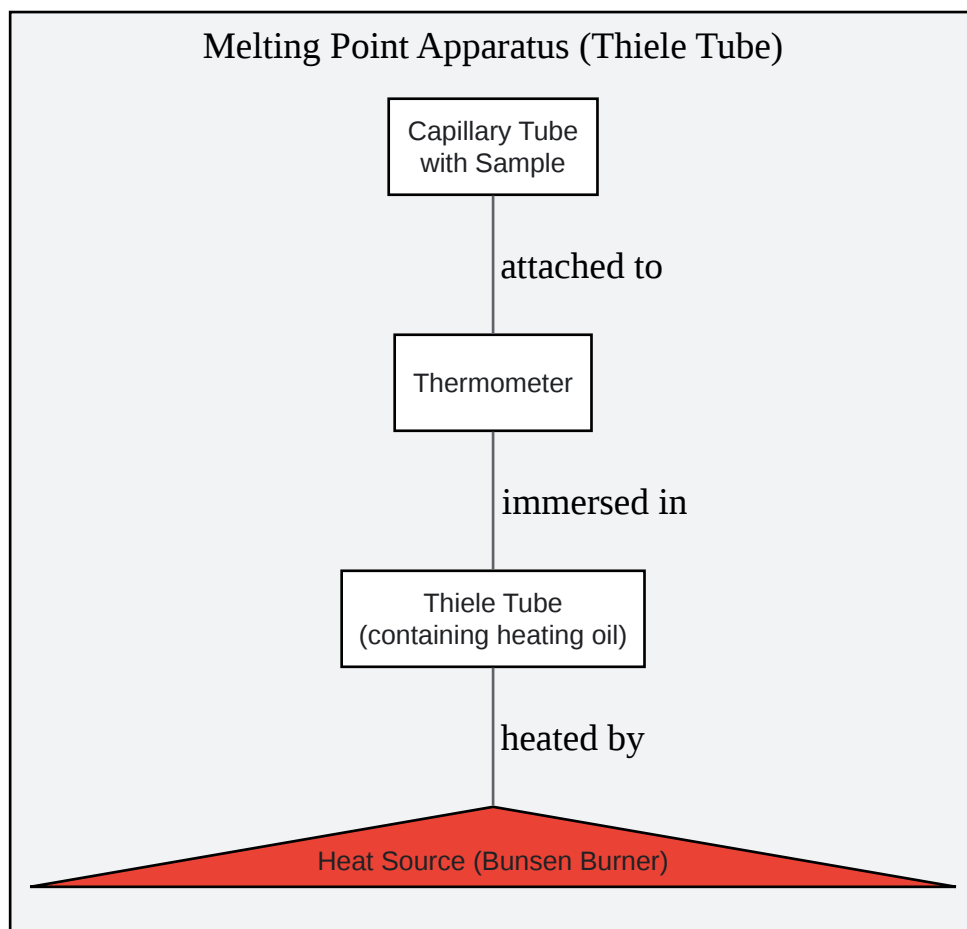 Melting Point Apparatus (Thiele Tube)
Capillary Tube
with Sample
attached to
Thermometer
immersed in
Thiele Tube
(containing heating oil)
heated by
Heat Source (Bunsen Burner)